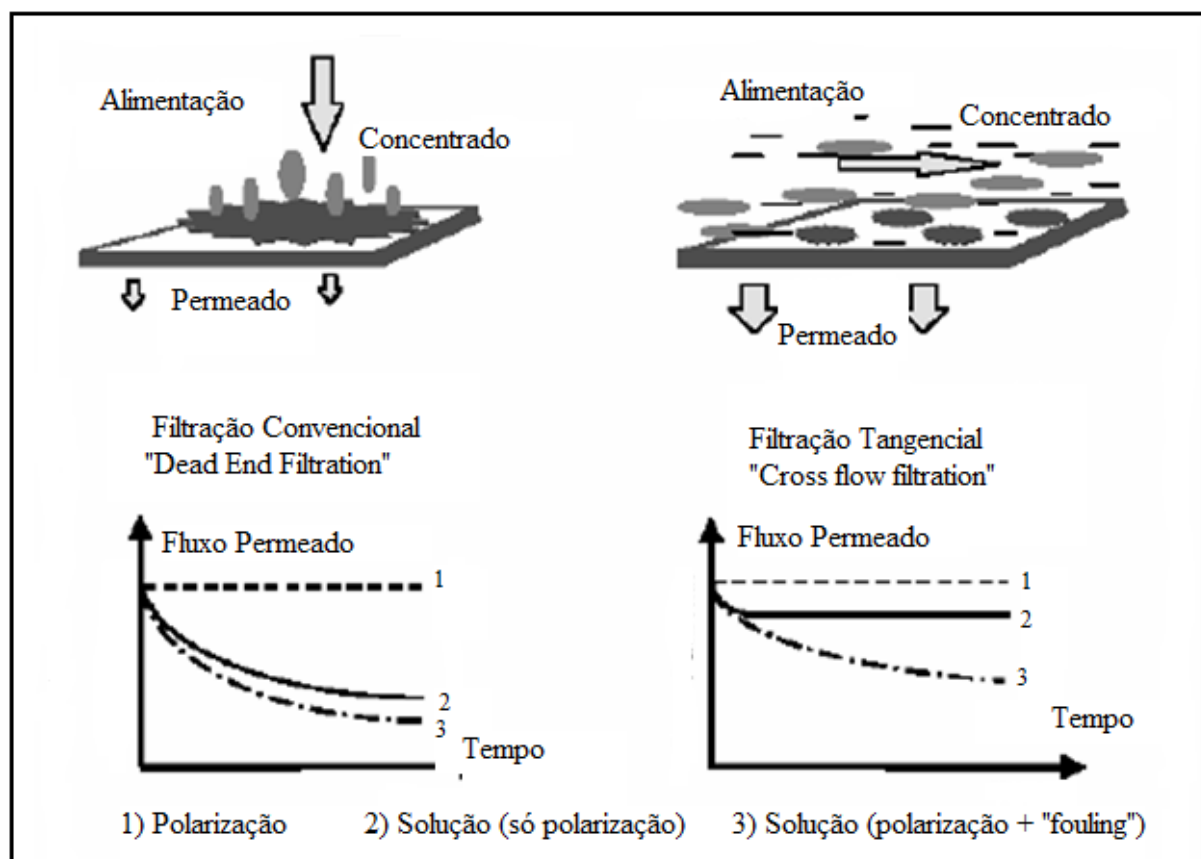 Alimentação
Concentrado
Permeado
Alimentação
Concentrado
Permeado
Filtração Convencional
"Dead End Filtration"
Filtração Tangencial
"Cross flow filtration"
Fluxo Permeado
1
2
3
Tempo
Fluxo Permeado
1
2
3
Tempo
1) Polarização 2) Solução (só polarização) 3) Solução (polarização + "fouling")